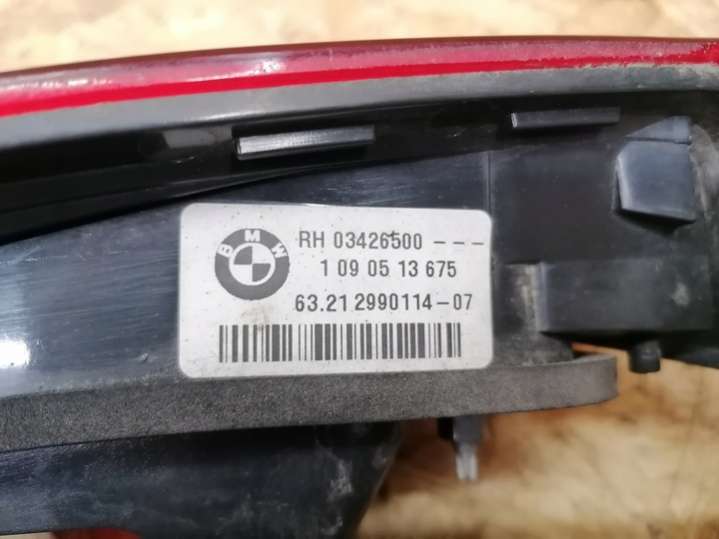 BMW
RH 03426500 ---
1 09 05 13 675
63.21 2990114-07